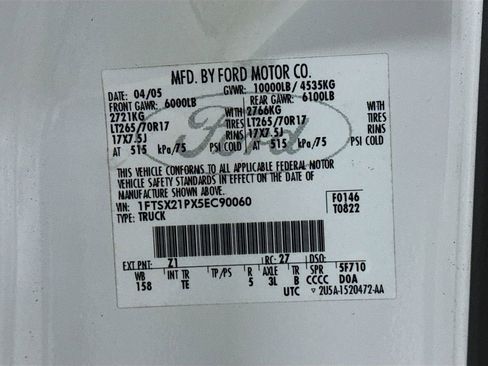 MFD. BY FORD MOTOR CO.
DATE: 04/05 GVWR: 10000LB/ 4535KG
FRONT GAWR: 6000LB REAR GAWR: 6100LB
2721KG WITH 2766KG WITH
LT265/70R17 TIRES LT265/70R17 TIRES
17X7.5J RIMS 17X7.5J RIMS
AT 515 kPa/75 PSI COLD AT 515 kPa/75 PSI COLD
Ford
THIS VEHICLE CONFORMS TO ALL APPLICABLE FEDERAL MOTOR
VEHICLE SAFETY STANDARDS IN EFFECT ON THE DATE OF
MANUFACTURE SHOWN ABOVE.
VIN: 1FTSX21PX5EC90060 F0146
TYPE: TRUCK T0822
EXT PNT: Z1 RC: 27 DSO:
WB INT TR TP/PS R AXLE TR SPR 5F710
158 TE 5 3L B CCCC D0A
UTC ▽2U5A-1520472-AA